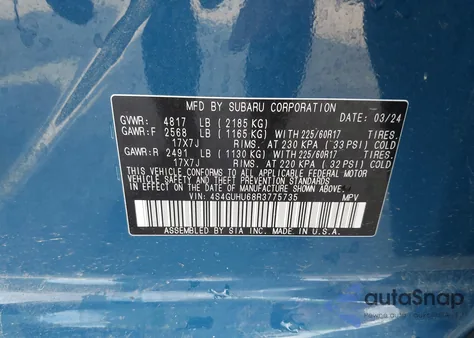 MFD BY SUBARU CORPORATION
GVWR: 4817 LB (2185 KG) DATE: 03/24
GAWR:F 2568 LB (1165 KG) WITH 225/60R17 TIRES.
17X7J RIMS, AT 230 KPA (33 PSI) COLD
GAWR:R 2491 LB (1130 KG) WITH 225/60R17 TIRES.
17X7J RIMS, AT 220 KPA (32 PSI) COLD
THIS VEHICLE CONFORMS TO ALL APPLICABLE FEDERAL MOTOR
VEHICLE SAFETY AND THEFT PREVENTION STANDARDS IN EFFECT
ON THE DATE OF MANUFACTURE SHOWN ABOVE.
VIN: 4S4GUHU68R3775735 MPV
ASSEMBLED BY SIA INC. MADE IN U.S.A.
autoSnap